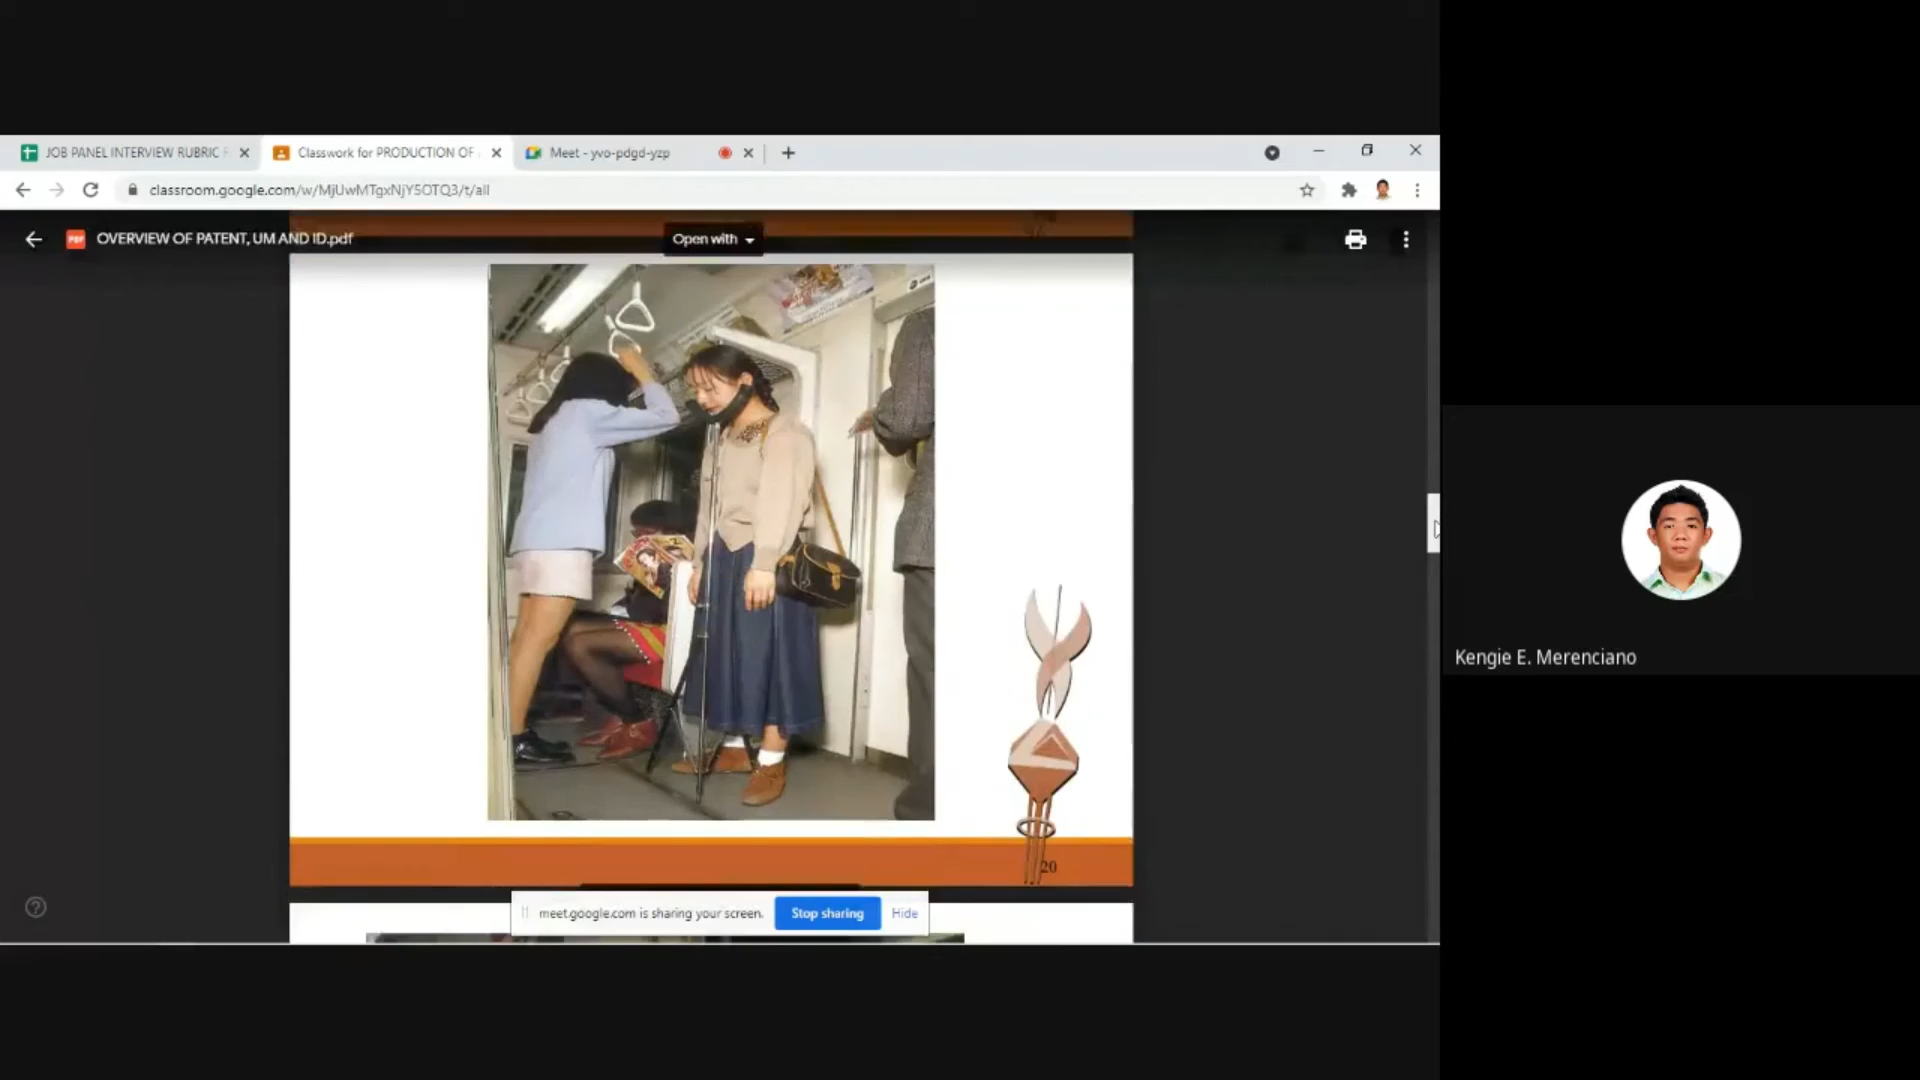 JOB PANEL INTERVIEW RUBRIC
Classwork for PRODUCTION OF
Meet - yvo-pdgd-yzp
classroom.google.com/w/MjUwMTgxNjY5OTQ3/t/all
PDF OVERVIEW OF PATENT, UM AND ID.pdf
Open with
Kengie E. Merenciano
20
meet.google.com is sharing your screen.
Stop sharing
Hide